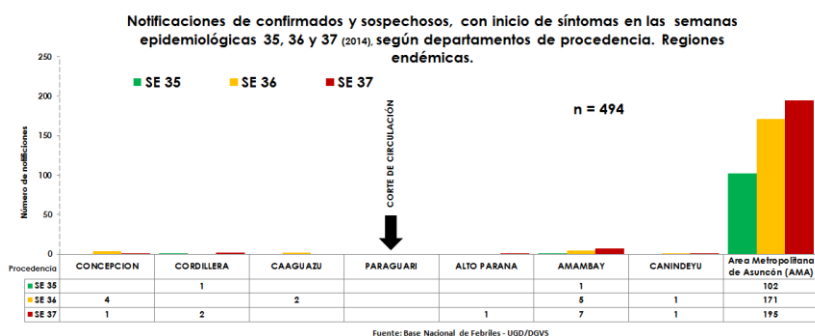 Notificaciones de confirmados y sospechosos, con inicio de síntomas en las semanas
epidemiológicas 35, 36 y 37 (2014), según departamentos de procedencia. Regiones
endémicas.
250
200
150
100
50
0
Número de notificiones
SE 35 SE 36 SE 37
n = 494
CORTE DE CIRCULACIÓN
Procedencia CONCEPCION CORDILLERA CAAGUAZU PARAGUARI ALTO PARANA AMAMBAY CANINDEYU Area Metropolitana
de Asuncón (AMA)
SE 35 1 1 102
SE 36 4 2 5 1 171
SE 37 1 2 1 7 1 195
Fuente: Base Nacional de Febriles - UGD/DGVS